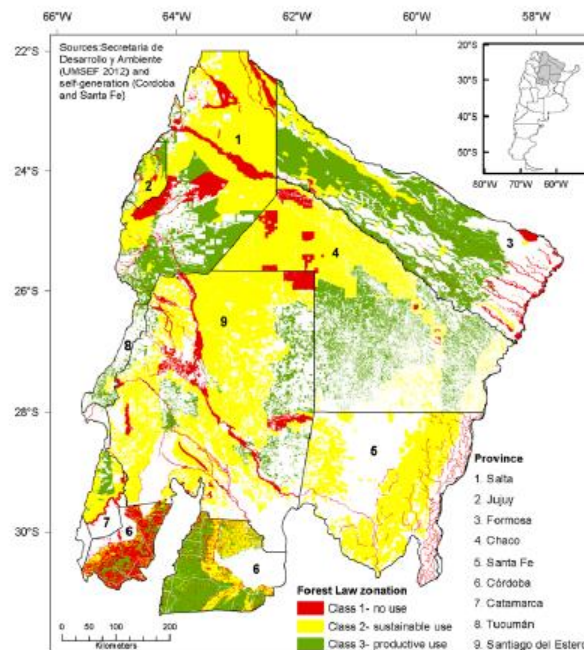 66°W 64°W 62°W 60°W 58°W
22°S
24°S
26°S
28°S
30°S
Sources:Secretaria de
Desarrollo y Ambiente
(UMSEF 2012) and
self-generation (Cordoba
and Santa Fe)
20°S
30°S
40°S
50°S
80°W 70°W 60°W
1
2
3
4
9
8
5
7
6
6
Province
1. Salta
2. Jujuy
3. Formosa
4. Chaco
5. Santa Fe
6. Córdoba
7. Catamarca
8. Tucumán
9. Santiago del Estero
Forest Law zonation
Class 1- no use
Class 2- sustainable use
Class 3- productive use
0 50 100 200
Kilometers